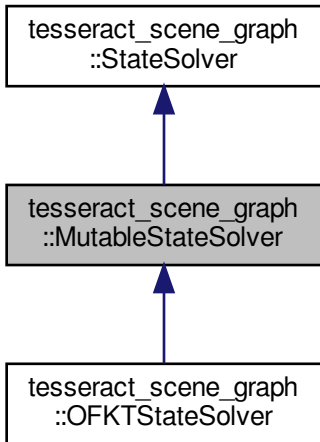 tesseract_scene_graph
::StateSolver
tesseract_scene_graph
::MutableStateSolver
tesseract_scene_graph
::OFKTStateSolver